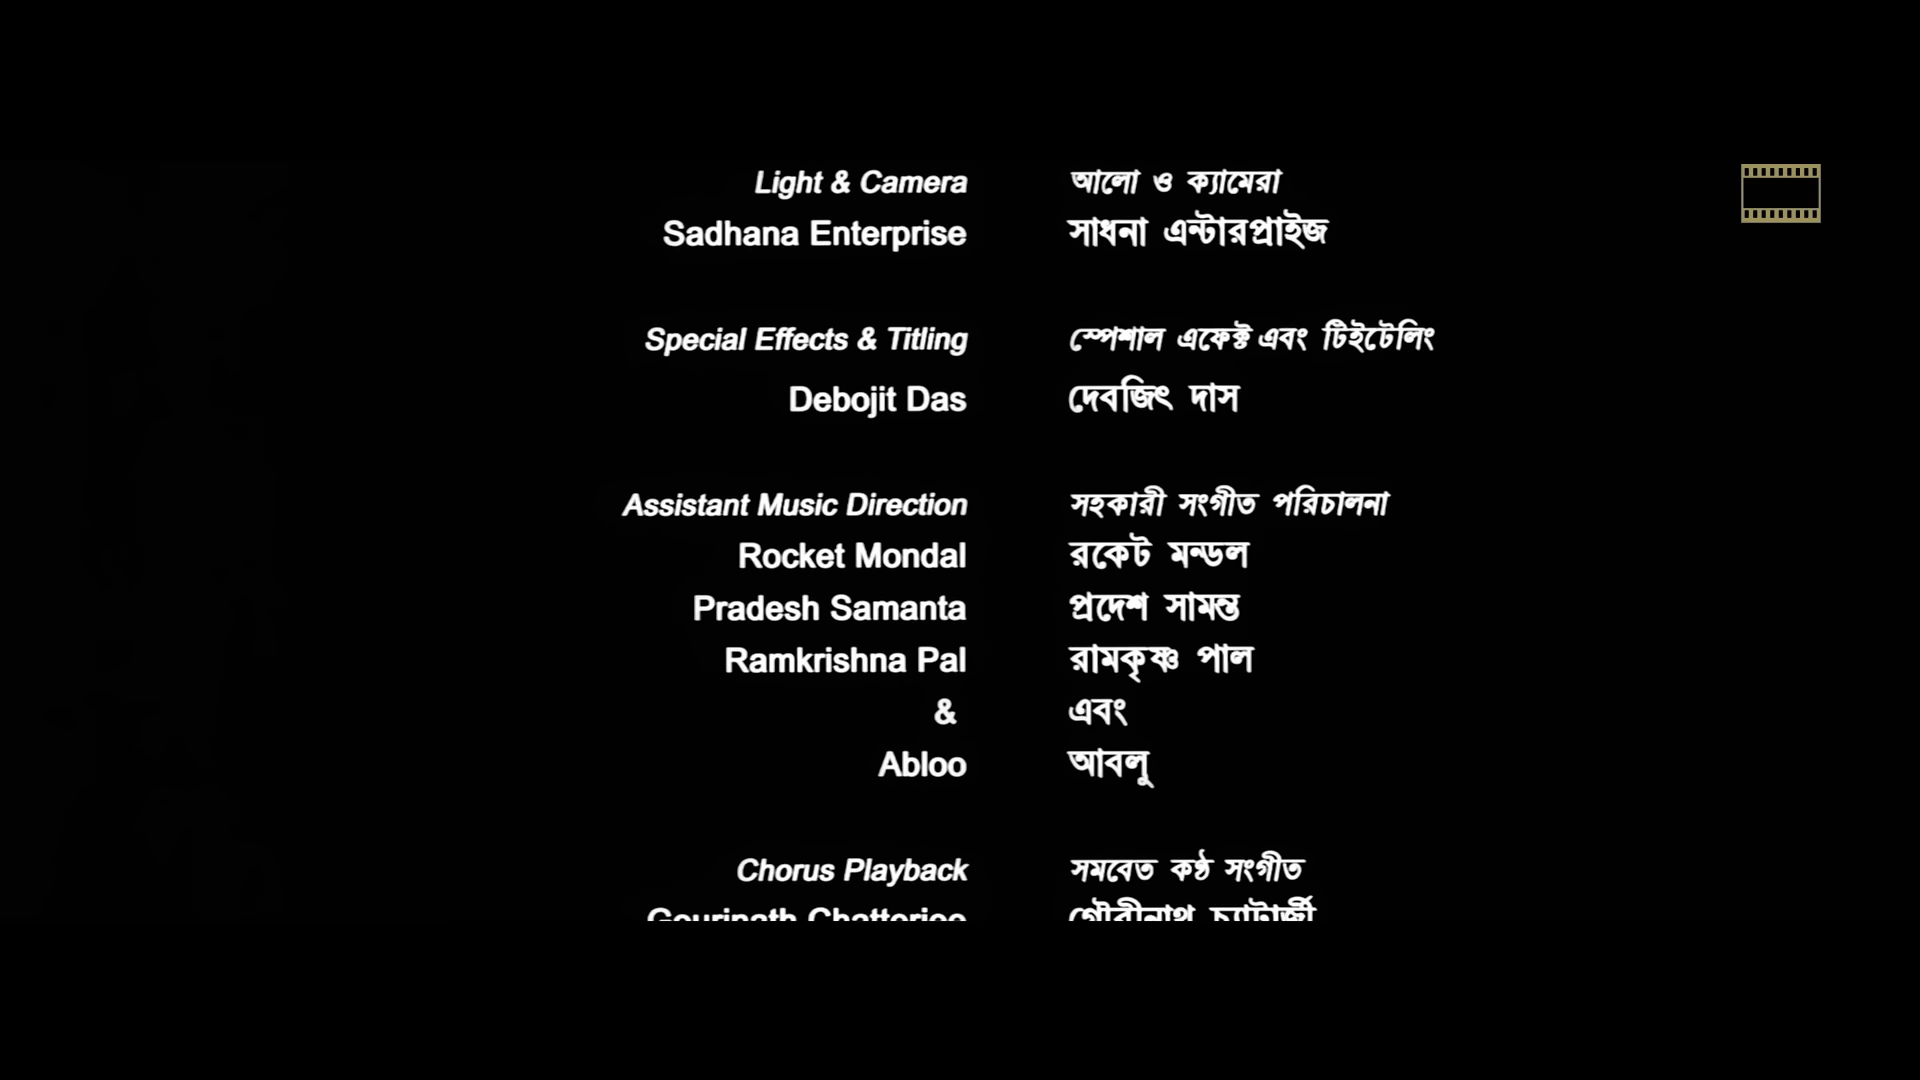 Light & Camera আলো ও ক্যামেরা
Sadhana Enterprise সাধনা এন্টারপ্রাইজ
Special Effects & Titling স্পেশাল এফেক্ট এবং টিইটেলিং
Debojit Das দেবজিৎ দাস
Assistant Music Direction সহকারী সংগীত পরিচালনা
Rocket Mondal রকেট মন্ডল
Pradesh Samanta প্রদেশ সামন্ত
Ramkrishna Pal রামকৃষ্ণ পাল
& এবং
Abloo আবলু
Chorus Playback সমবেত কণ্ঠ সংগীত
Gourinath Chatterjee গৌরীনাথ চ্যাটার্জী